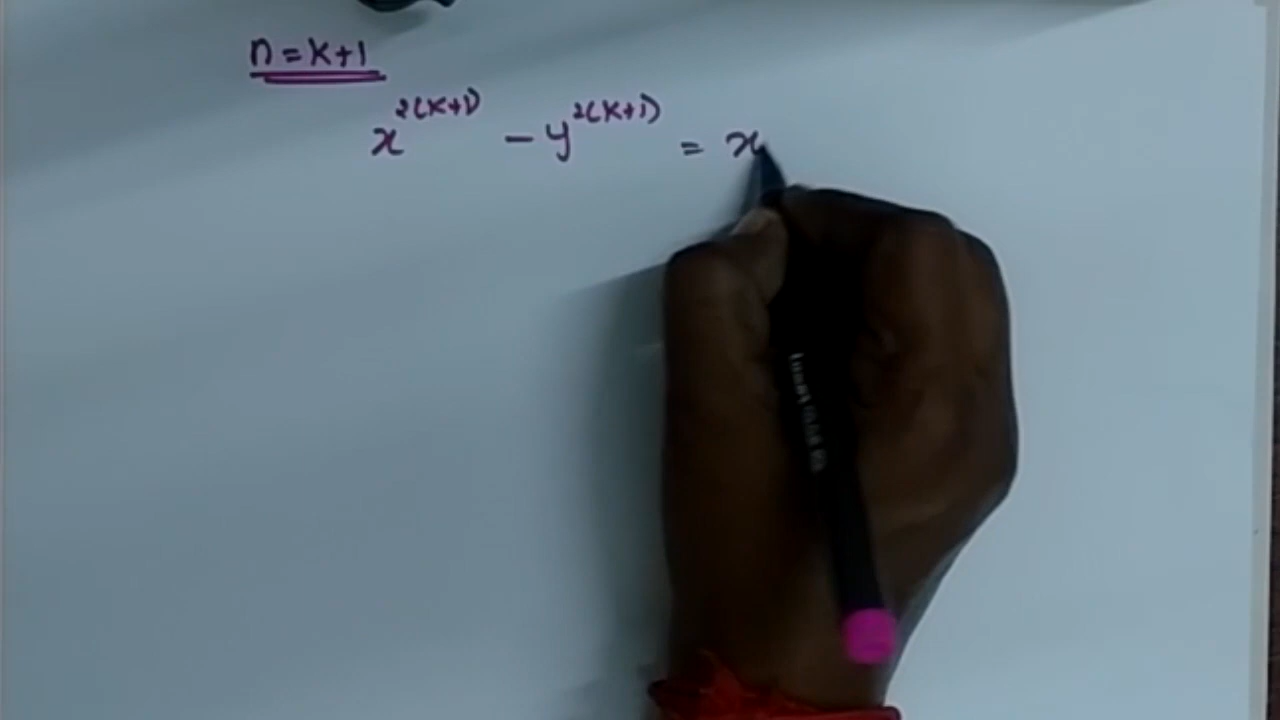 n = k+1
x^{2(k+1)} - y^{2(k+1)} = x